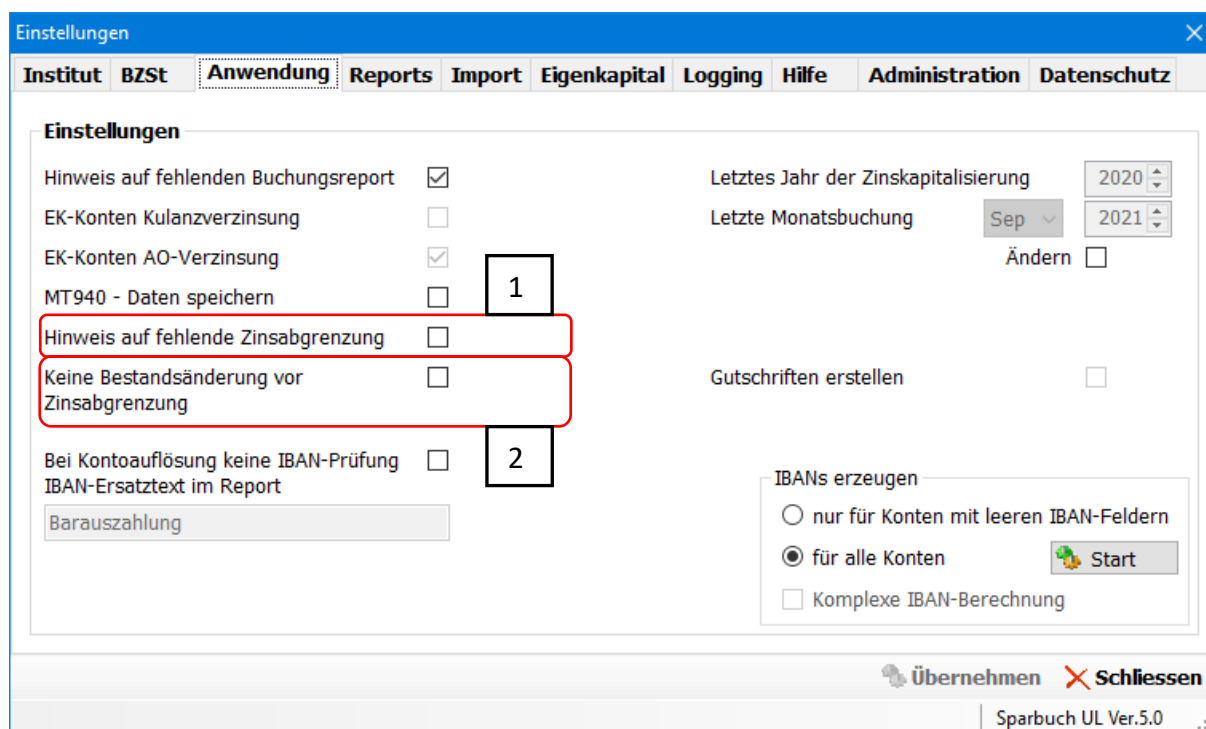 Einstellungen
Institut BZSt Anwendung Reports Import Eigenkapital Logging Hilfe Administration Datenschutz
Einstellungen
Hinweis auf fehlenden Buchungsreport
EK-Konten Kulanzverzinsung
EK-Konten AO-Verzinsung
MT940 - Daten speichern
1
Hinweis auf fehlende Zinsabgrenzung
Keine Bestandsänderung vor
Zinsabgrenzung
2
Bei Kontoauflösung keine IBAN-Prüfung
IBAN-Ersatztext im Report
Barauszahlung
Letztes Jahr der Zinskapitalisierung 2020
Letzte Monatsbuchung Sep 2021
Ändern
Gutschriften erstellen
IBANs erzeugen
nur für Konten mit leeren IBAN-Feldern
für alle Konten Start
Komplexe IBAN-Berechnung
Übernehmen Schliessen
Sparbuch UL Ver.5.0